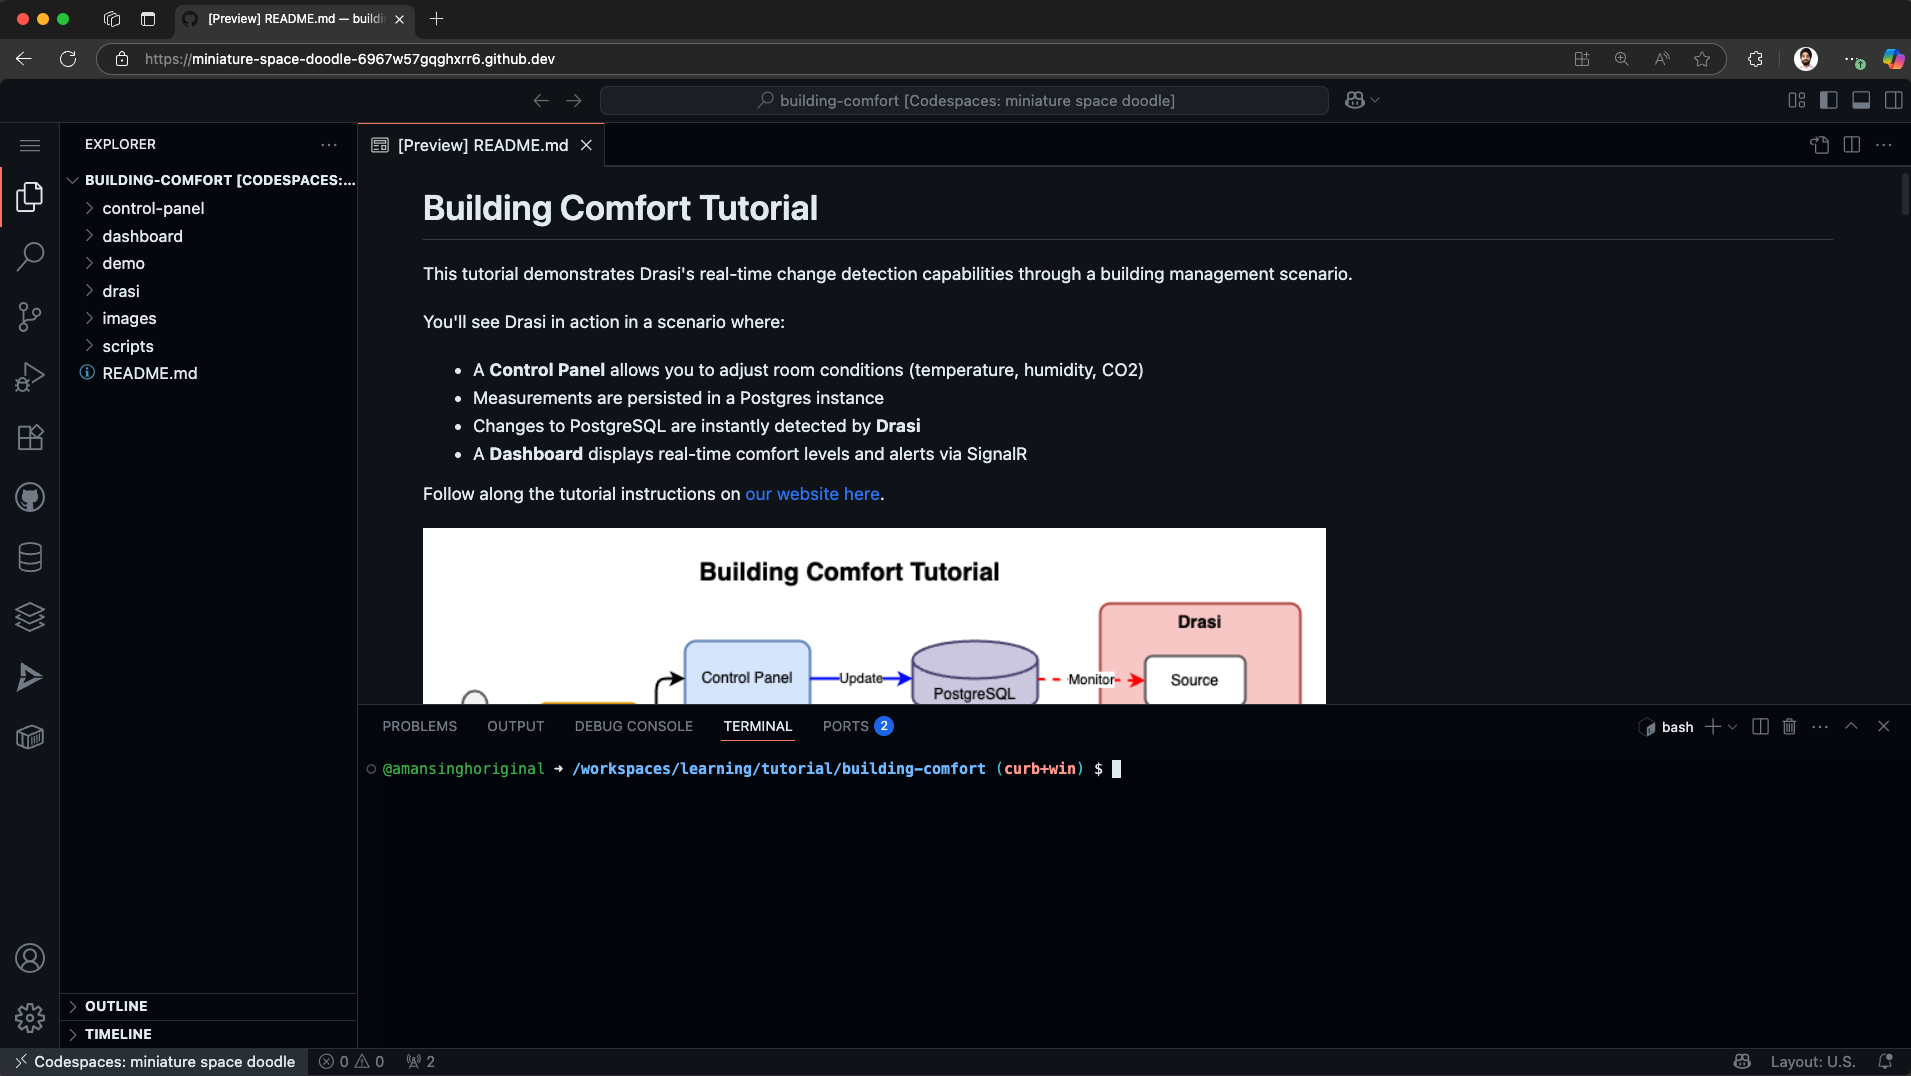 [Preview] README.md — buildi
https://miniature-space-doodle-6967w57gqghxrr6.github.dev
building-comfort [Codespaces: miniature space doodle]
EXPLORER
BUILDING-COMFORT [CODESPACES:...
control-panel
dashboard
demo
drasi
images
scripts
README.md
OUTLINE
TIMELINE
[Preview] README.md
Building Comfort Tutorial
This tutorial demonstrates Drasi's real-time change detection capabilities through a building management scenario.
You'll see Drasi in action in a scenario where:
• A Control Panel allows you to adjust room conditions (temperature, humidity, CO2)
• Measurements are persisted in a Postgres instance
• Changes to PostgreSQL are instantly detected by Drasi
• A Dashboard displays real-time comfort levels and alerts via SignalR
Follow along the tutorial instructions on our website here.
Building Comfort Tutorial
Drasi
Control Panel
Update
PostgreSQL
Monitor
Source
PROBLEMS OUTPUT DEBUG CONSOLE TERMINAL PORTS 2
bash
@amansinghoriginal ➜ /workspaces/learning/tutorial/building-comfort (curb+win) $
Codespaces: miniature space doodle 0 0 2
Layout: U.S.